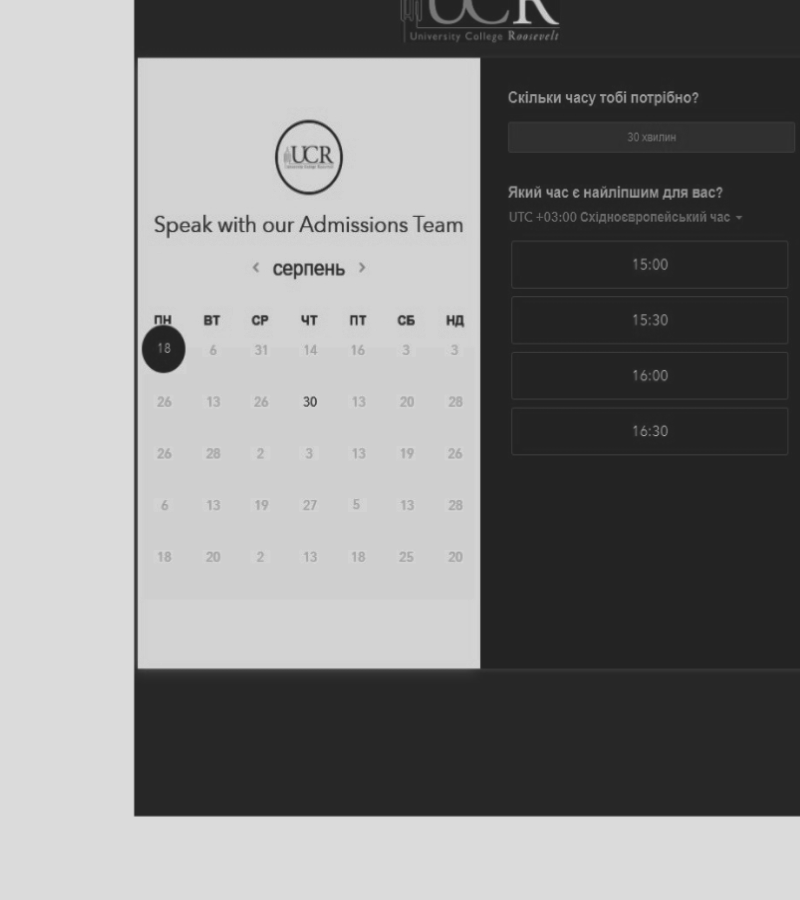 UCR
University College Roosevelt
UCR
Speak with our Admissions Team
‹ серпень ›
ПН ВТ СР ЧТ ПТ СБ НД
18 6 31 14 16 3 3
26 13 26 30 13 20 28
26 28 2 3 13 19 26
6 13 19 27 5 13 28
18 20 2 13 18 25 20
Скільки часу тобі потрібно?
30 хвилин
Який час є найліпшим для вас?
UTC +03:00 Східноєвропейський час
15:00
15:30
16:00
16:30